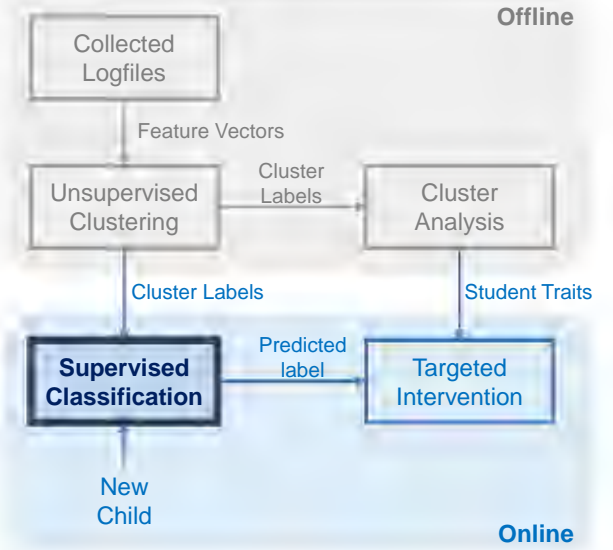 Offline
Collected
Logfiles
Feature Vectors
Unsupervised
Clustering
Cluster
Labels
Cluster
Analysis
Cluster Labels
Student Traits
Supervised
Classification
Predicted
label
Targeted
Intervention
New
Child
Online